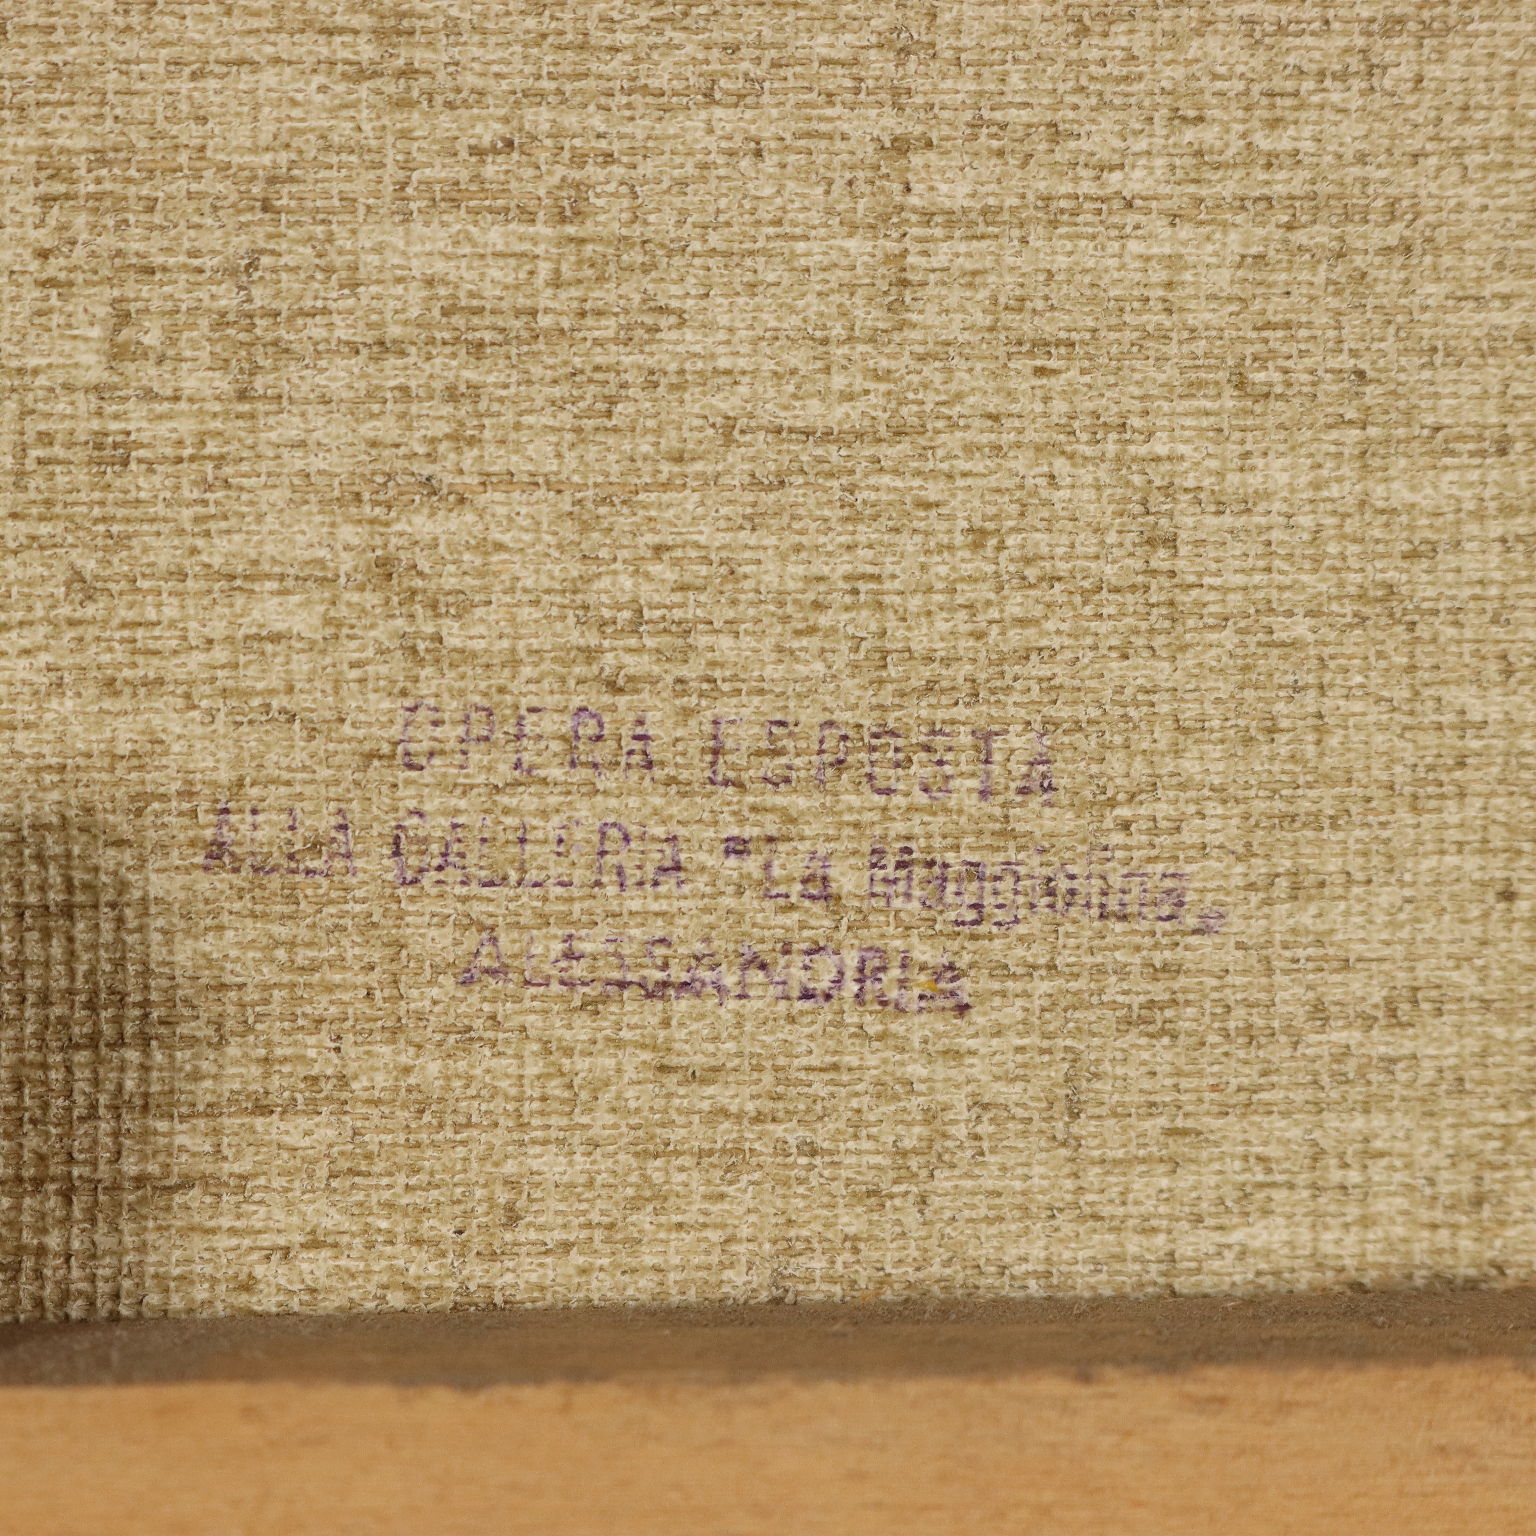 OPERA ESPOSTA
ALLA GALLERIA "La Maggiolina„
ALESSANDRIA